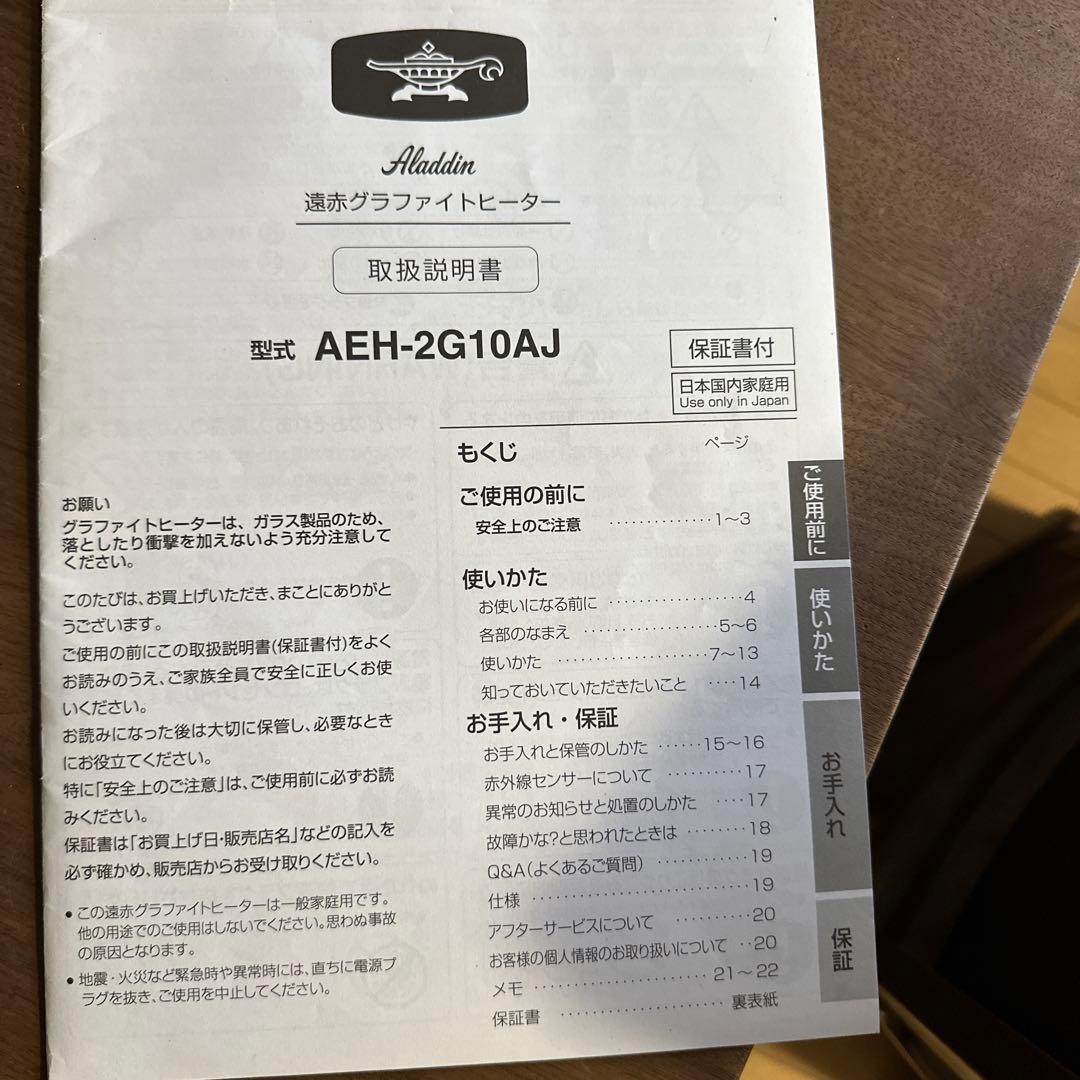 Aladdin
遠赤グラファイトヒーター
取扱説明書
型式 AEH-2G10AJ
保証書付
日本国内家庭用
Use only in Japan
お願い
グラファイトヒーターは、ガラス製品のため、
落としたり衝撃を加えないよう充分注意して
ください。
このたびは、お買上げいただき、まことにありがと
うございます。
ご使用の前にこの取扱説明書(保証書付)をよく
お読みのうえ、ご家族全員で安全に正しくお使
いください。
お読みになった後は大切に保管し、必要なとき
にお役立てください。
特に「安全上のご注意」は、ご使用前に必ずお読
みください。
保証書は「お買上げ日・販売店名」などの記入を
必ず確かめ、販売店からお受け取りください。
● この遠赤グラファイトヒーターは一般家庭用です。
他の用途でのご使用はしないでください。思わぬ事故
の原因となります。
● 地震・火災など緊急時や異常時には、直ちに電源プ
ラグを抜き、ご使用を中止してください。
もくじ ページ
ご使用の前に
安全上のご注意 ‥‥‥‥‥‥‥1～3
使いかた
お使いになる前に ‥‥‥‥‥‥‥‥‥4
各部のなまえ ‥‥‥‥‥‥‥‥‥5～6
使いかた ‥‥‥‥‥‥‥‥‥‥7～13
知っておいていただきたいこと ‥‥14
お手入れ・保証
お手入れと保管のしかた ‥‥‥15～16
赤外線センサーについて ‥‥‥‥‥17
異常のお知らせと処置のしかた ‥‥17
故障かな?と思われたときは ‥‥‥‥18
Q&A(よくあるご質問) ‥‥‥‥‥‥19
仕様 ‥‥‥‥‥‥‥‥‥‥‥‥‥‥19
アフターサービスについて ‥‥‥‥‥20
お客様の個人情報のお取り扱いについて ‥20
メモ ‥‥‥‥‥‥‥‥‥‥‥21～22
保証書 ‥‥‥‥‥‥‥‥‥‥‥裏表紙
ご使用前に
使いかた
お手入れ
保証